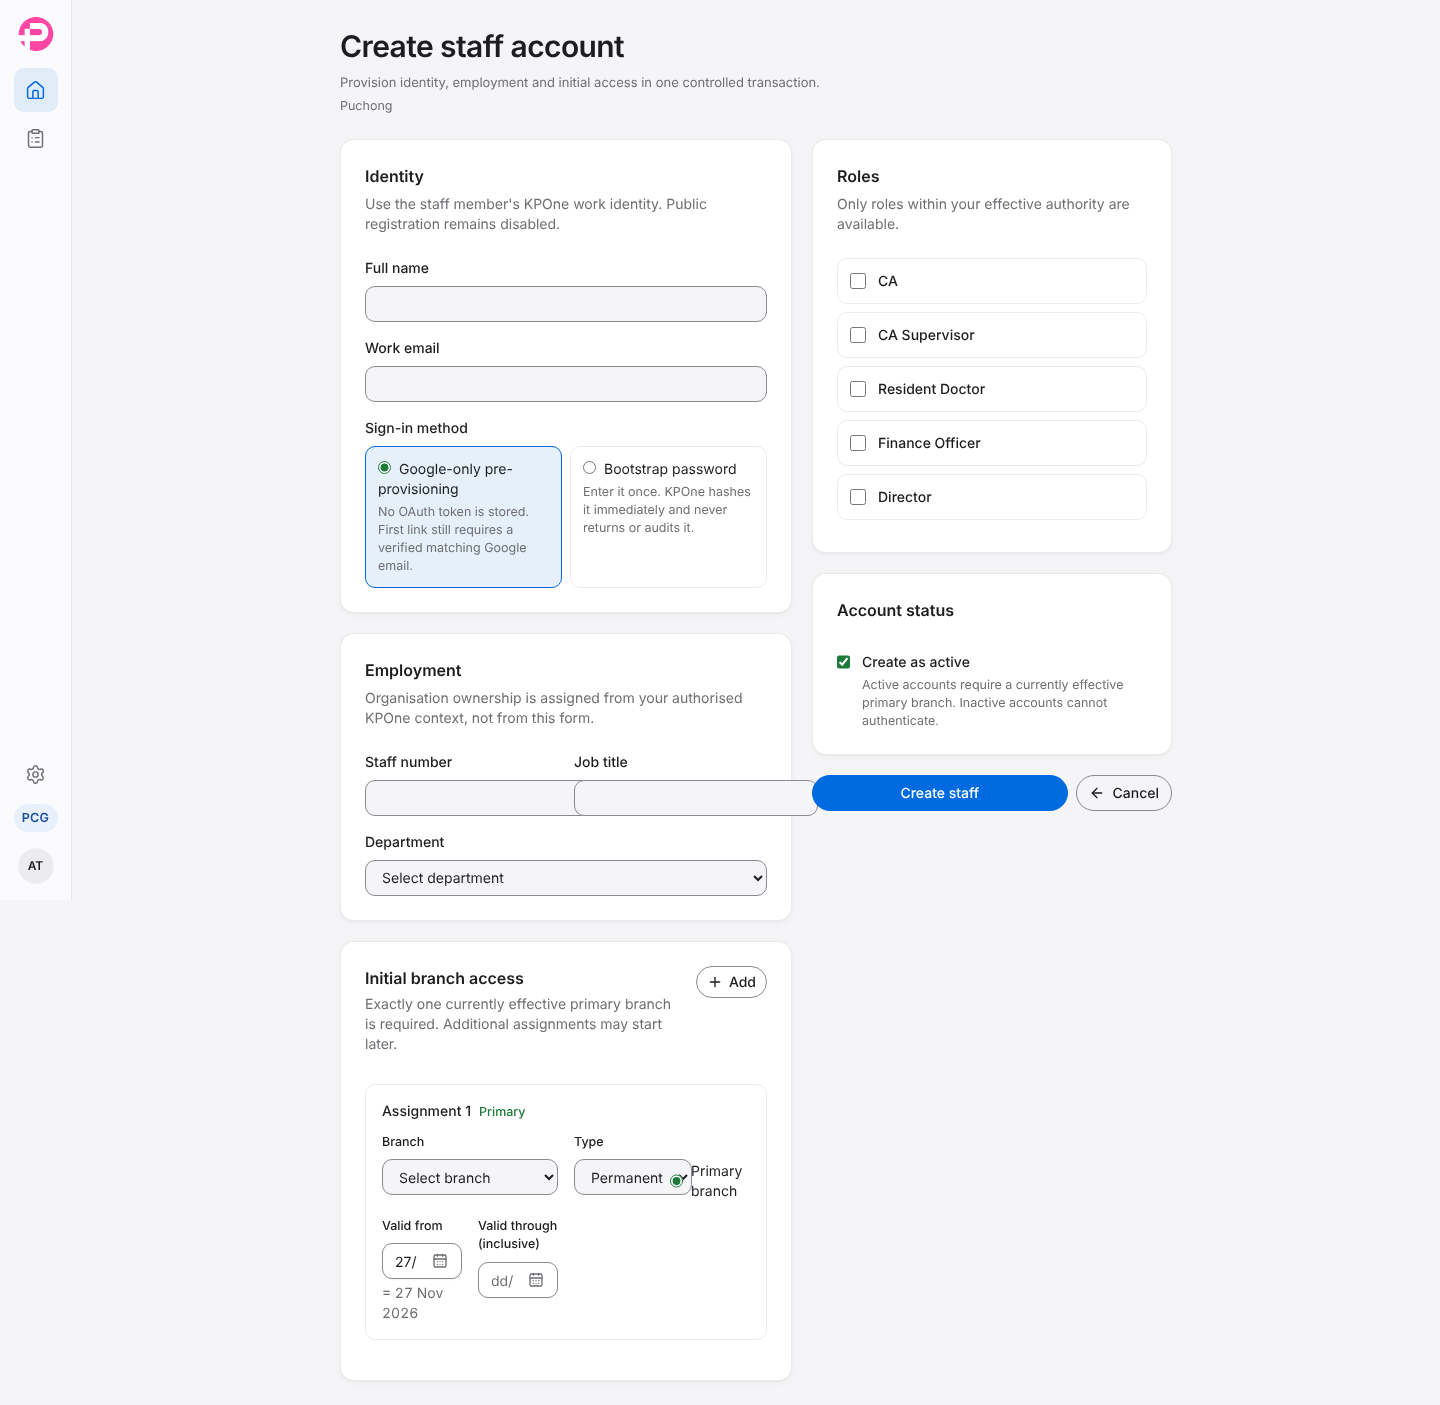 Create staff account
Provision identity, employment and initial access in one controlled transaction.
Puchong
Identity
Use the staff member's KPOne work identity. Public
registration remains disabled.
Full name
Work email
Sign-in method
Google-only pre-
provisioning
No OAuth token is stored.
First link still requires a
verified matching Google
email.
Bootstrap password
Enter it once. KPOne hashes
it immediately and never
returns or audits it.
Employment
Organisation ownership is assigned from your authorised
KPOne context, not from this form.
Staff number
Job title
Department
Select department
Initial branch access
Exactly one currently effective primary branch
is required. Additional assignments may start
later.
Add
Assignment 1 Primary
Branch
Select branch
Type
Permanent
Primary
branch
Valid from
27/
= 27 Nov
2026
Valid through
(inclusive)
dd/
Roles
Only roles within your effective authority are
available.
CA
CA Supervisor
Resident Doctor
Finance Officer
Director
Account status
Create as active
Active accounts require a currently effective
primary branch. Inactive accounts cannot
authenticate.
Create staff
Cancel
PCG
AT